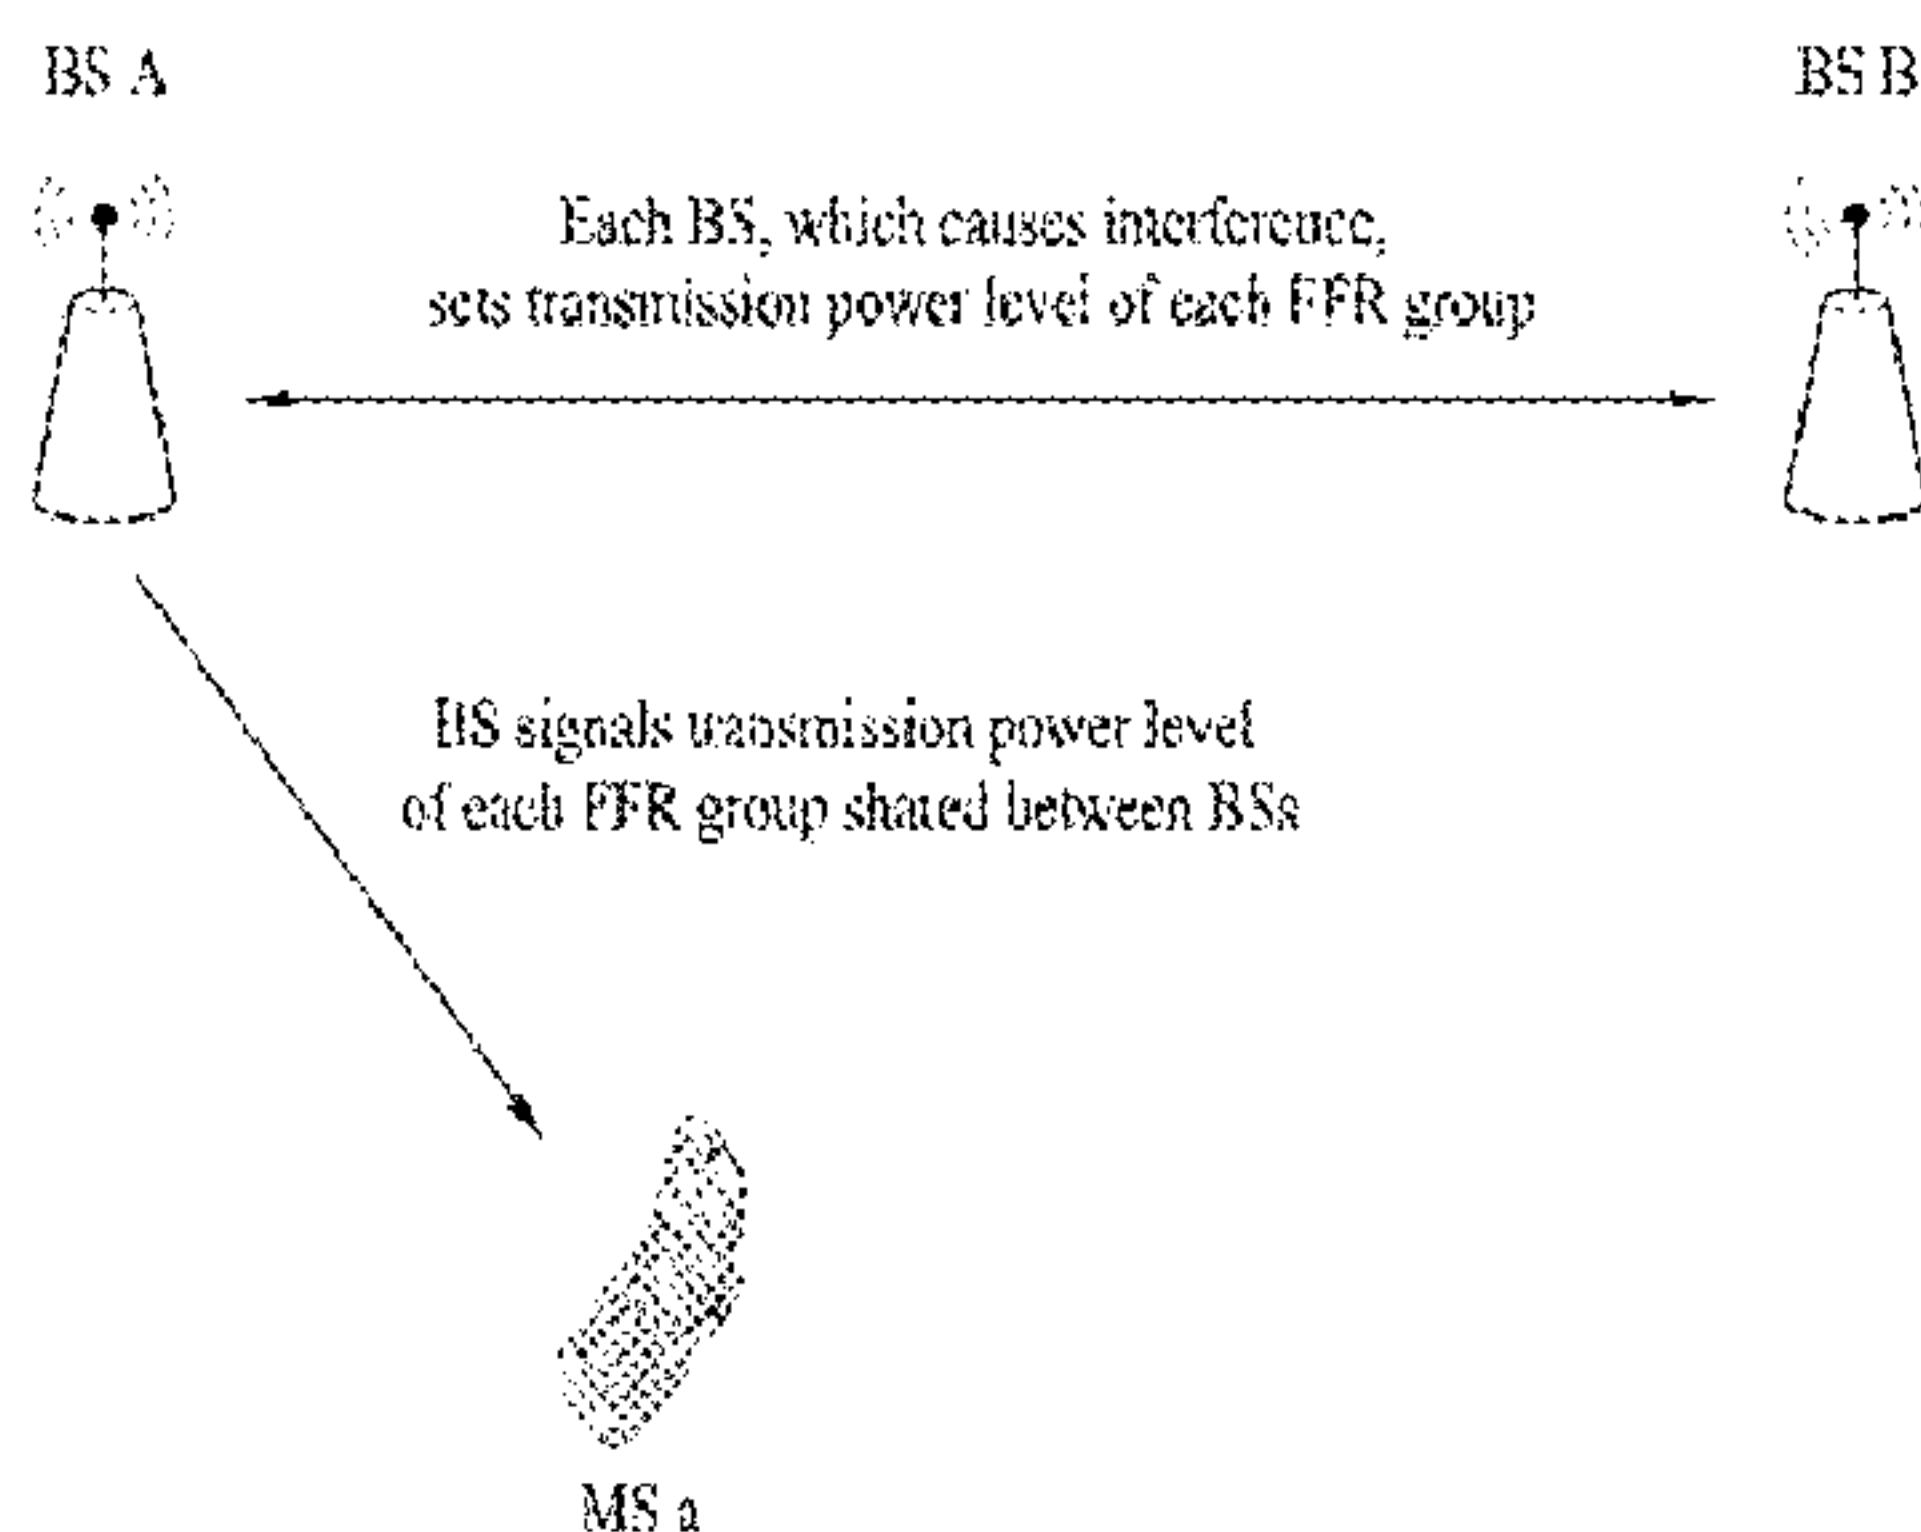 BS A
BS B
Each BS, which causes interference,
sets transmission power level of each FFR group
BS signals transmission power level
of each FFR group shared between BSs
MS a